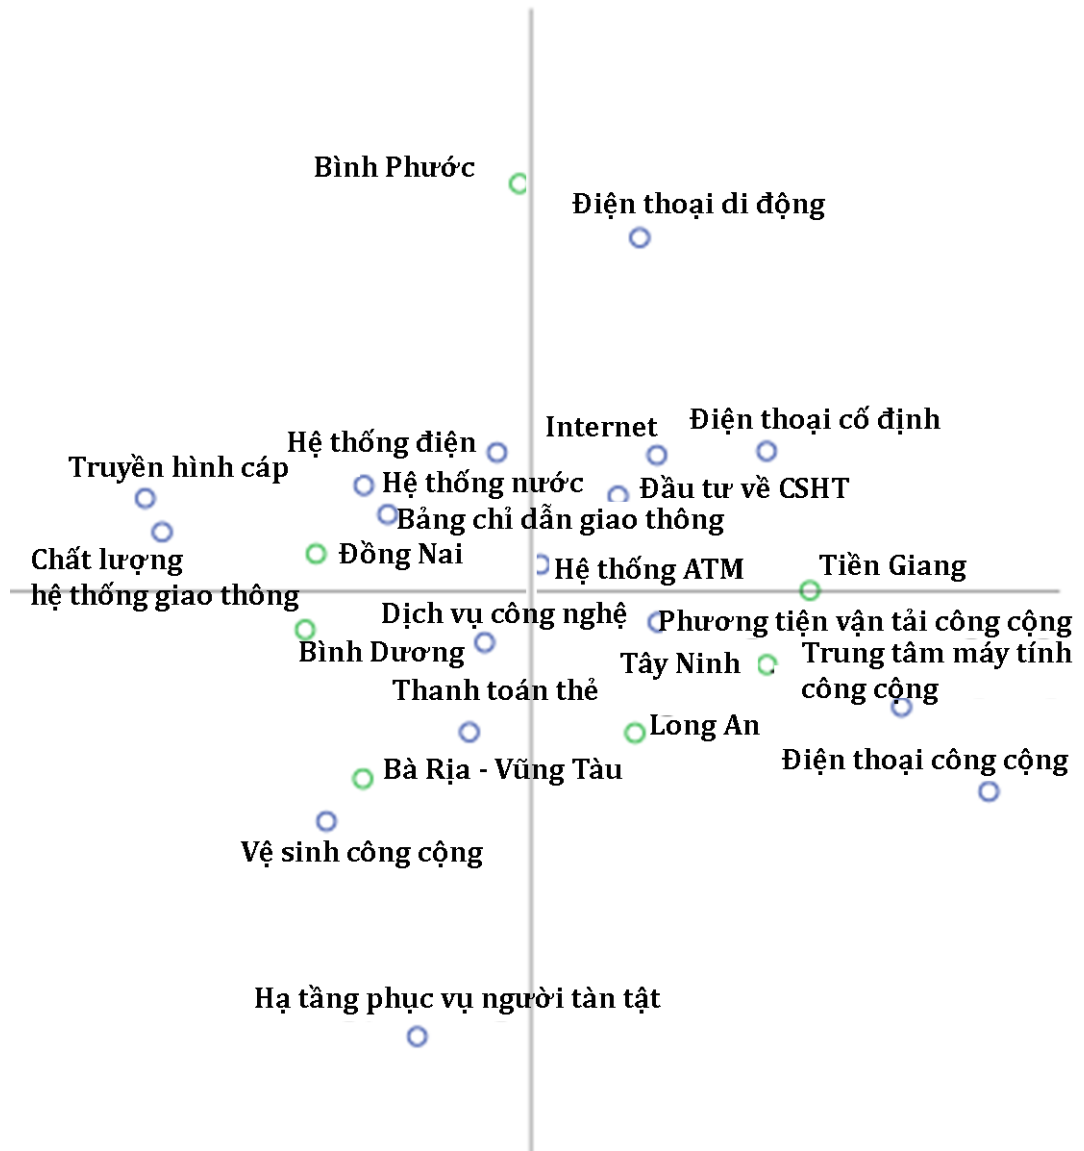 Bình Phước
Điện thoại di động
Internet
Điện thoại cố định
Hệ thống điện
Truyền hình cáp
Hệ thống nước
Đầu tư về CSHT
Bảng chỉ dẫn giao thông
Chất lượng
hệ thống giao thông
Đồng Nai
Hệ thống ATM
Tiền Giang
Dịch vụ công nghệ
Phương tiện vận tải công cộng
Bình Dương
Tây Ninh
Trung tâm máy tính
công cộng
Thanh toán thẻ
Long An
Điện thoại công cộng
Bà Rịa - Vũng Tàu
Vệ sinh công cộng
Hạ tầng phục vụ người tàn tật